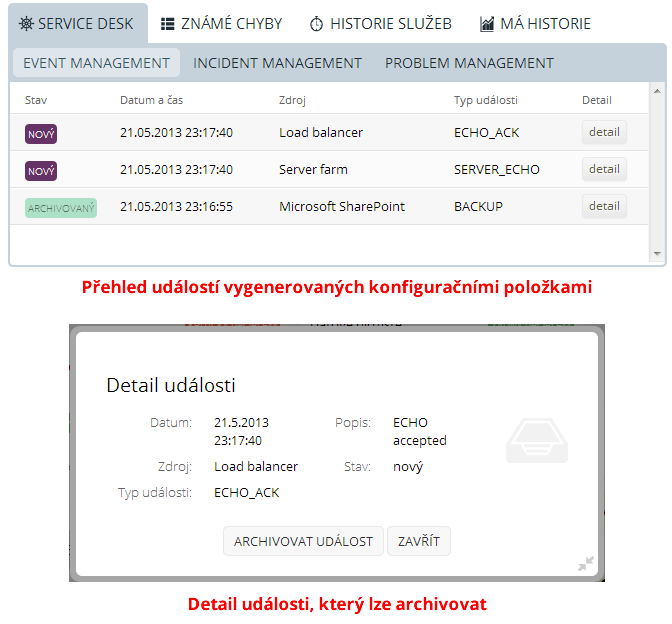 SERVICE DESK ZNÁMÉ CHYBY HISTORIE SLUŽEB MÁ HISTORIE
EVENT MANAGEMENT INCIDENT MANAGEMENT PROBLEM MANAGEMENT
Stav Datum a čas Zdroj Typ události Detail
NOVÝ 21.05.2013 23:17:40 Load balancer ECHO_ACK detail
NOVÝ 21.05.2013 23:17:40 Server farm SERVER_ECHO detail
ARCHIVOVANÝ 21.05.2013 23:16:55 Microsoft SharePoint BACKUP detail
Přehled událostí vygenerovaných konfiguračními položkami
Detail události
Datum: 21.5.2013 Popis: ECHO
23:17:40 accepted
Zdroj: Load balancer Stav: nový
Typ události: ECHO_ACK
ARCHIVOVAT UDÁLOST ZAVŘÍT
Detail události, který lze archivovat